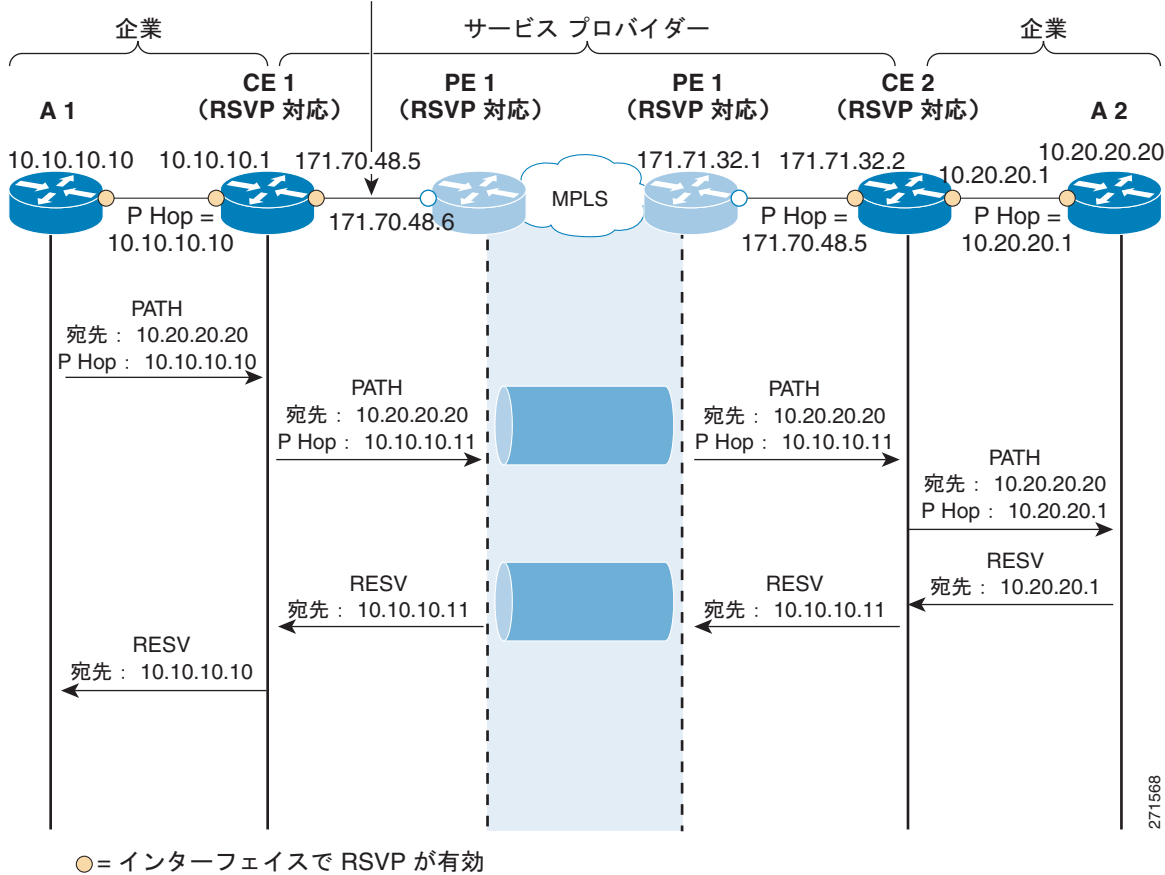 企業
サービス プロバイダー
企業
A 1
CE 1
（RSVP 対応）
PE 1
（RSVP 対応）
PE 1
（RSVP 対応）
CE 2
（RSVP 対応）
A 2
10.10.10.10
10.10.10.1
171.70.48.5
171.70.48.6
MPLS
171.71.32.1
171.71.32.2
10.20.20.1
10.20.20.20
P Hop =
10.10.10.10
P Hop =
171.70.48.5
P Hop =
10.20.20.1
PATH
宛先： 10.20.20.20
P Hop： 10.10.10.10
PATH
宛先： 10.20.20.20
P Hop： 10.10.10.11
PATH
宛先： 10.20.20.20
P Hop： 10.10.10.11
PATH
宛先： 10.20.20.20
P Hop： 10.20.20.1
RESV
宛先： 10.20.20.1
RESV
宛先： 10.10.10.11
RESV
宛先： 10.10.10.11
RESV
宛先： 10.10.10.10
271568
= インターフェイスで RSVP が有効